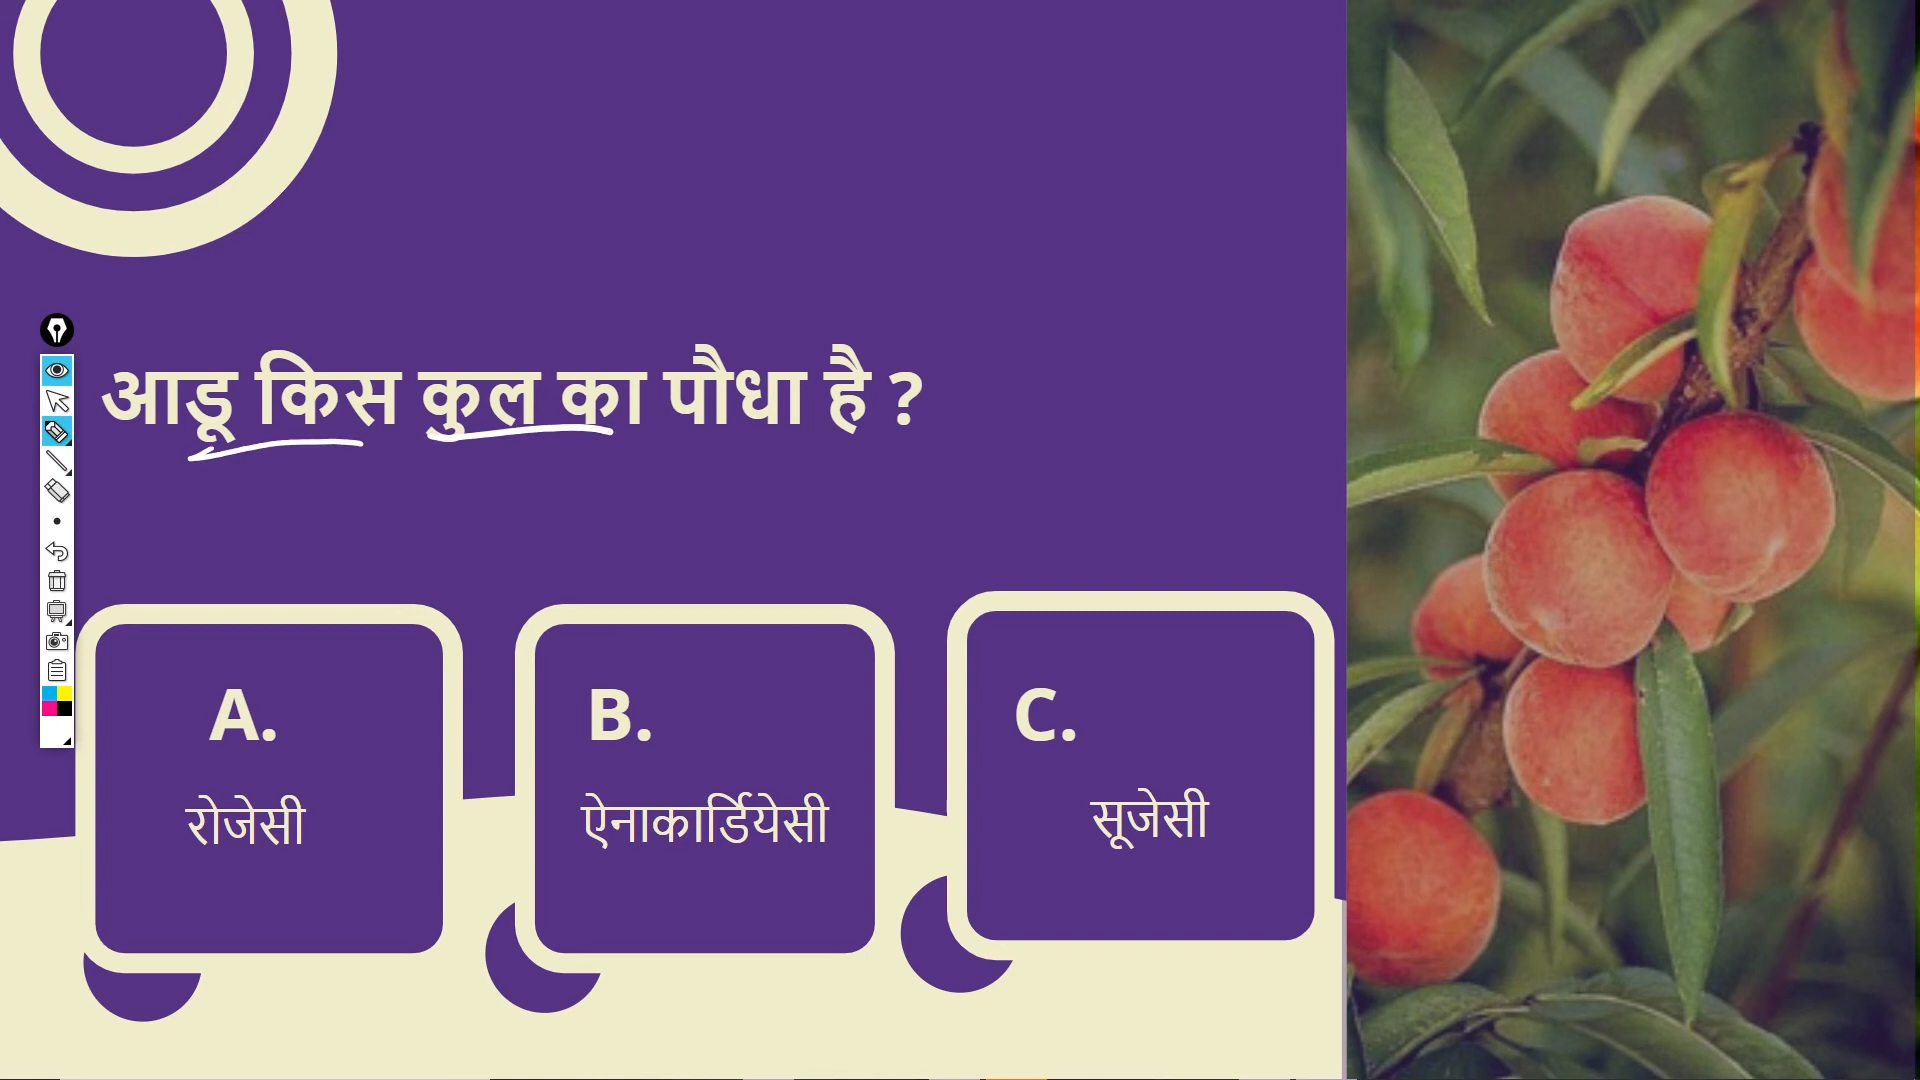 आडू किस कुल का पौधा है ?
A.
रोजेसी
B.
ऐनाकार्डियेसी
C.
सूजेसी